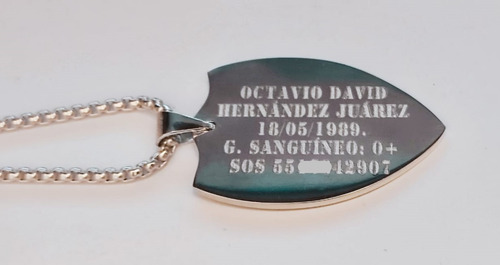 OCTAVIO DAVID
HERNÁNDEZ JUÁREZ
18/05/1989.
G. SANGUÍNEO: 0+
SOS 55 42907